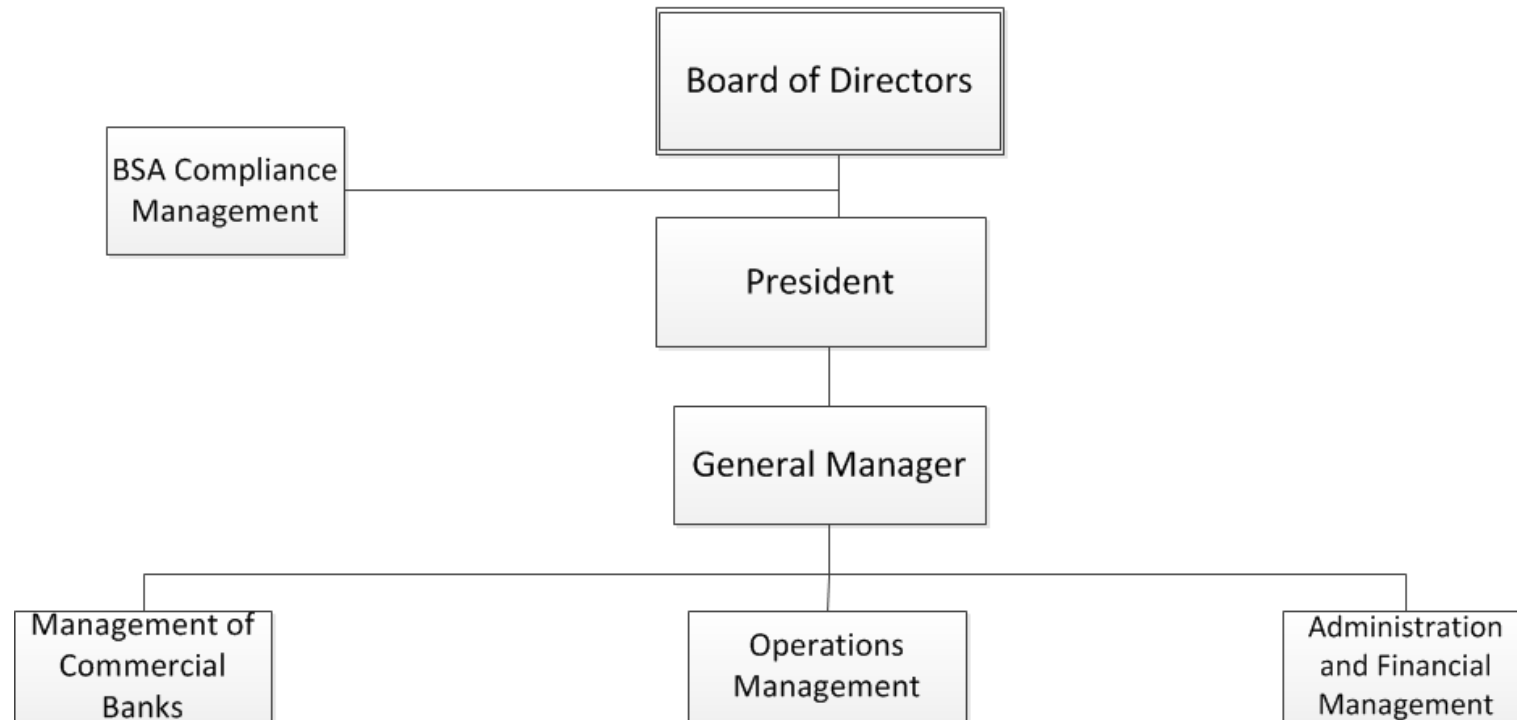 Board of Directors
BSA Compliance
Management
President
General Manager
Management of
Commercial
Banks
Operations
Management
Administration
and Financial
Management